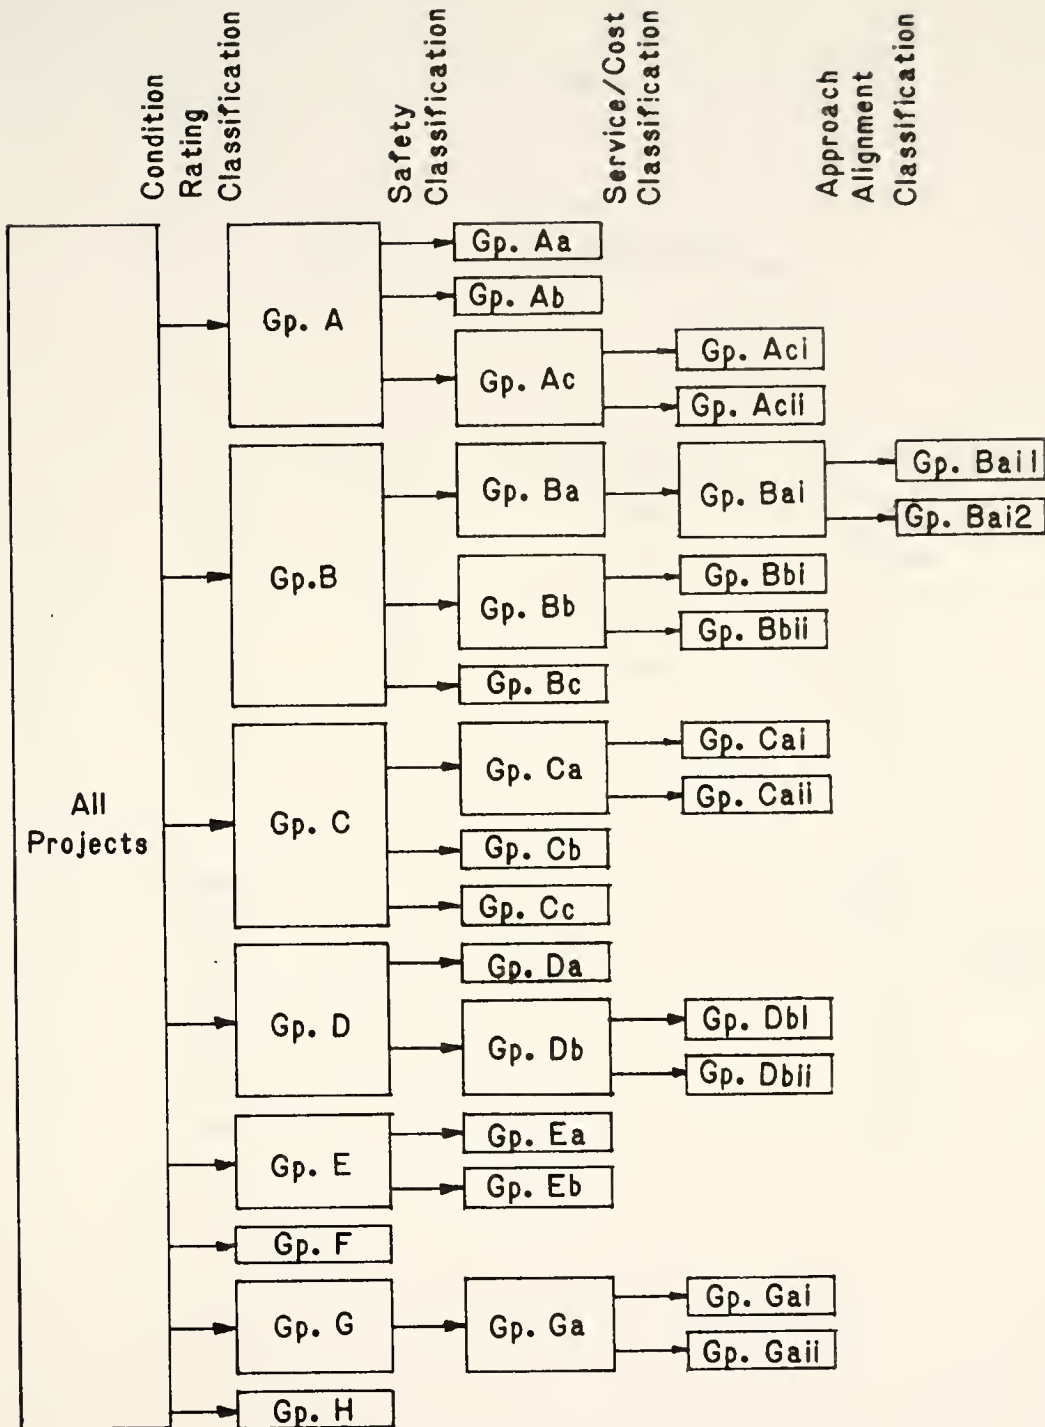 Condition
Rating
Classification
Safety
Classification
Service/Cost
Classification
Approach
Alignment
Classification
All
Projects
Gp. A
Gp. Aa
Gp. Ab
Gp. Ac
Gp. Aci
Gp. Acii
Gp.B
Gp. Ba
Gp. Bai
Gp. Bai1
Gp. Bai2
Gp. Bb
Gp. Bbi
Gp. Bbii
Gp. Bc
Gp. C
Gp. Ca
Gp. Cai
Gp. Caii
Gp. Cb
Gp. Cc
Gp. D
Gp. Da
Gp. Db
Gp. DbI
Gp. Dbii
Gp. E
Gp. Ea
Gp. Eb
Gp. F
Gp. G
Gp. Ga
Gp. Gai
Gp. Gaii
Gp. H